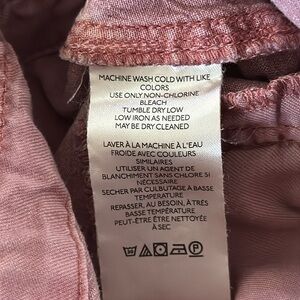 MACHINE WASH COLD WITH LIKE
COLORS
USE ONLY NON-CHLORINE
BLEACH
TUMBLE DRY LOW
LOW IRON AS NEEDED
MAY BE DRY CLEANED
LAVER À LA MACHINE À L'EAU
FROIDE AVEC COULEURS
SIMILAIRES
UTILISER UN AGENT DE
BLANCHIMENT SANS CHLORE SI
NÉCESSAIRE
SECHER PAR CULBUTAGE À BASSE
TEMPERATURE
REPASSER, AU BESOIN, À TRÈS
BASSE TEMPÉRATURE
PEUT-ÊTRE ÊTRE NETTOYÉE
À SEC